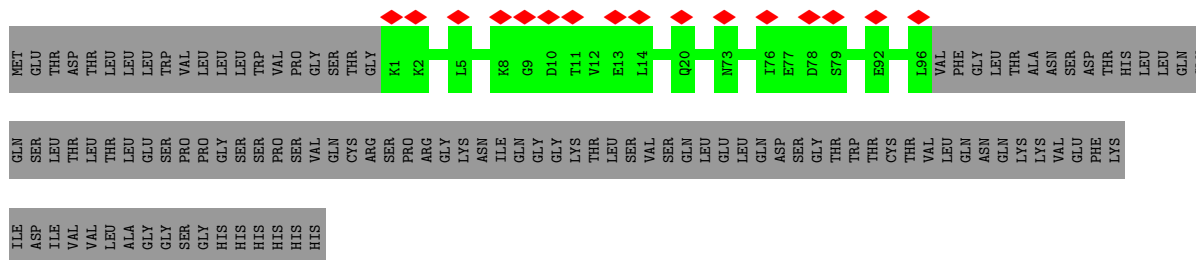 MET GLU THR ASP THR LEU LEU LEU TRP VAL LEU LEU LEU TRP VAL PRO GLY SER THR GLY K1 K2 L5 K8 G9 D10 T11 V12 E13 L14 Q20 N73 I76 E77 D78 S79 E92 L96 VAL PHE GLY LEU THR ALA ASN SER ASP THR HIS LEU LEU GLN
GLN SER LEU THR LEU THR LEU GLU SER PRO PRO GLY SER SER PRO SER VAL GLN CYS ARG SER PRO ARG GLY LYS ASN ILE GLN GLY GLY LYS THR LEU SER VAL SER GLN LEU GLU LEU GLN ASP SER GLY THR TRP THR CYS THR VAL LEU GLN ASN GLN LYS LYS VAL GLU PHE LYS
ILE ASP ILE VAL VAL LEU ALA GLY GLY SER GLY HIS HIS HIS HIS HIS HIS